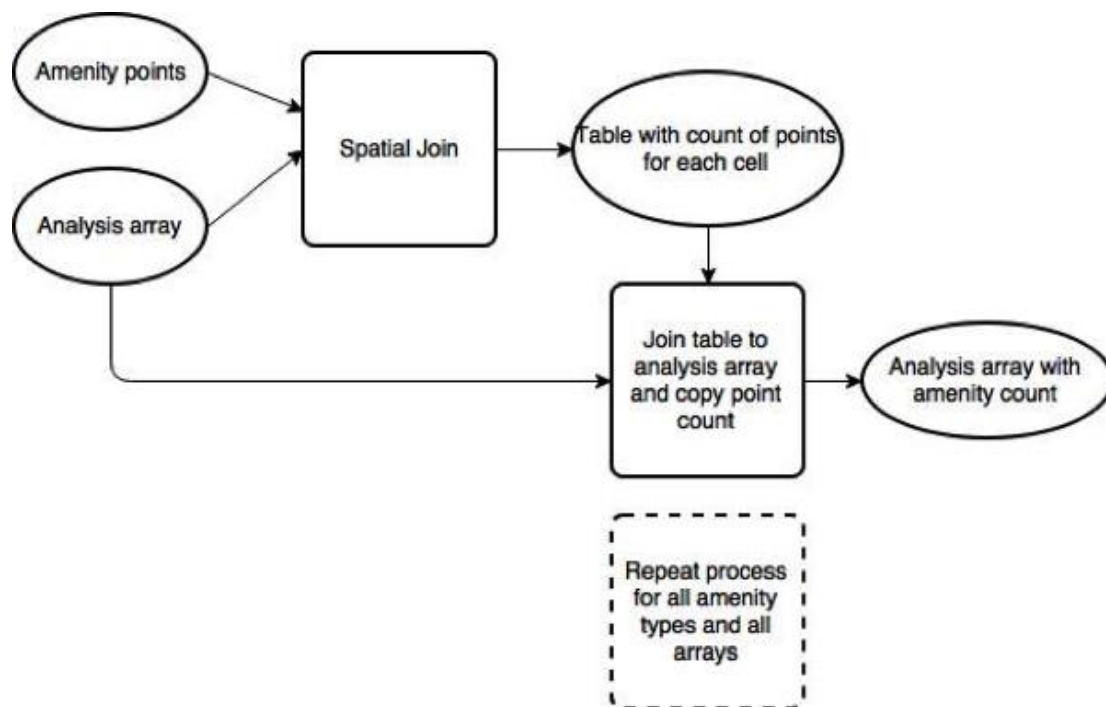 Amenity points
Spatial Join
Table with count of points
for each cell
Analysis array
Join table to
analysis array
and copy point
count
Analysis array with
amenity count
Repeat process
for all amenity
types and all
arrays